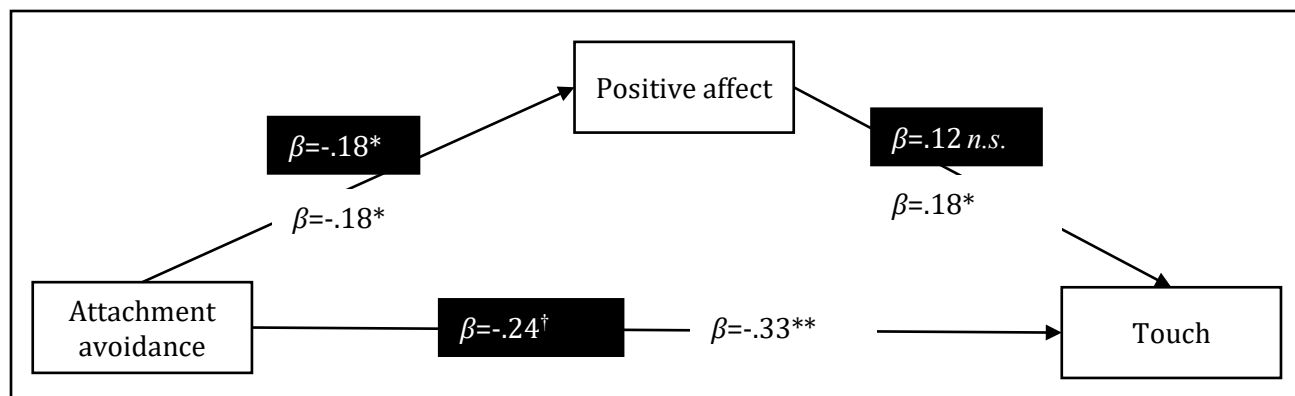 Positive affect
β=-.18*
β=.12 n.s.
β=-.18*
β=.18*
Attachment
avoidance
β=-.24†
β=-.33**
Touch